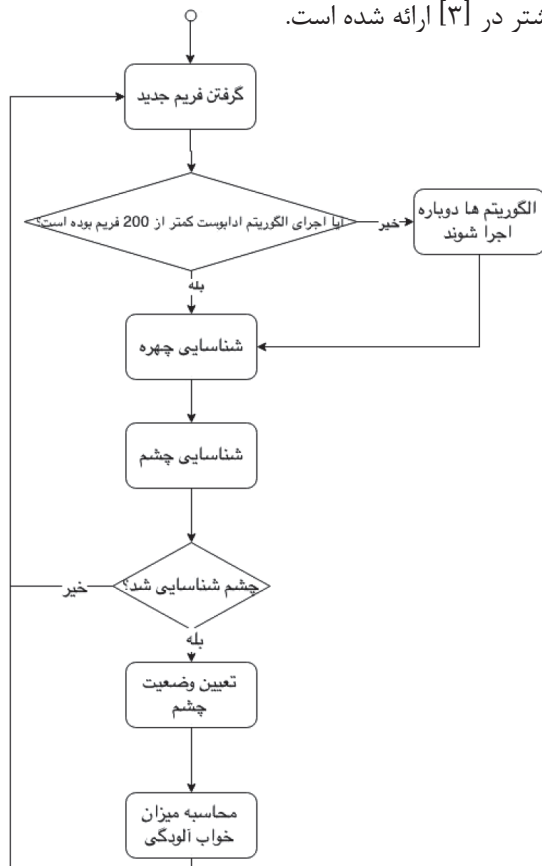 شتر در [۳] ارائه شده است.
گرفتن فریم جدید
ایا اجرای الگوریتم ادابوست کمتر از 200 فریم بوده است؟
خیر
الگوریتم ها دوباره
اجرا شوند
بله
شناسایی چهره
شناسایی چشم
چشم شناسایی شد؟
خیر
بله
تعیین وضعیت
چشم
محاسبه میزان
خواب آلودگی